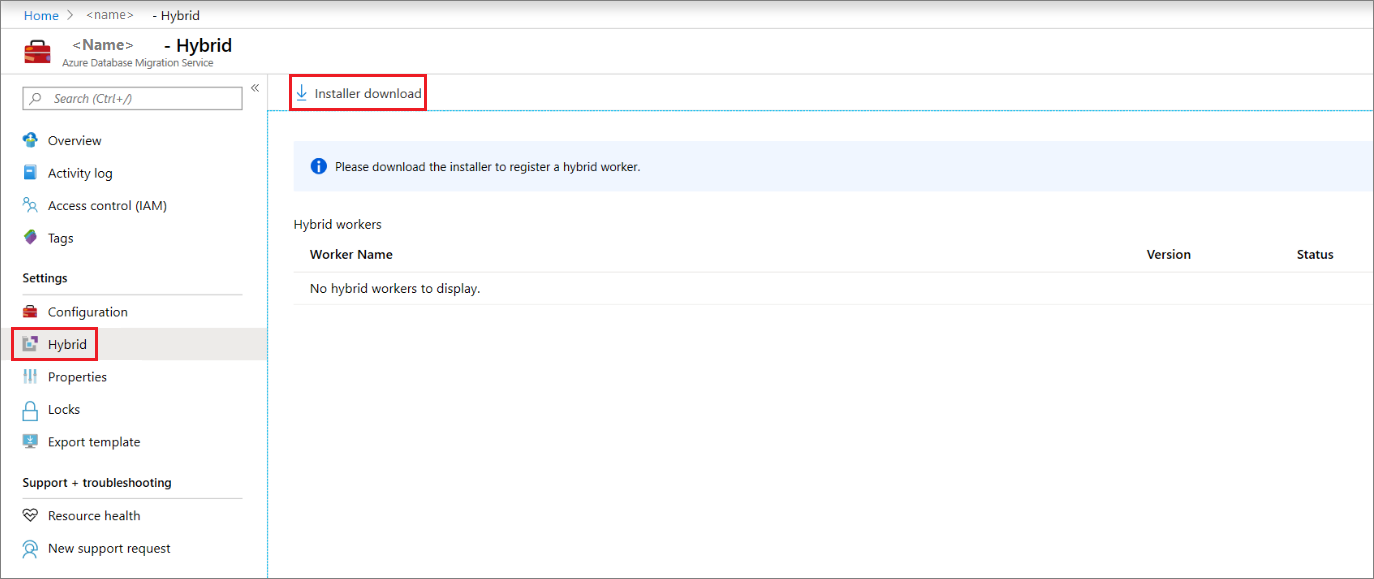 Home > <name> - Hybrid
<Name> - Hybrid
Azure Database Migration Service
Search (Ctrl+/)
«
Overview
Activity log
Access control (IAM)
Tags
Settings
Configuration
Hybrid
Properties
Locks
Export template
Support + troubleshooting
Resource health
New support request
Installer download
Please download the installer to register a hybrid worker.
Hybrid workers
Worker Name Version Status
No hybrid workers to display.